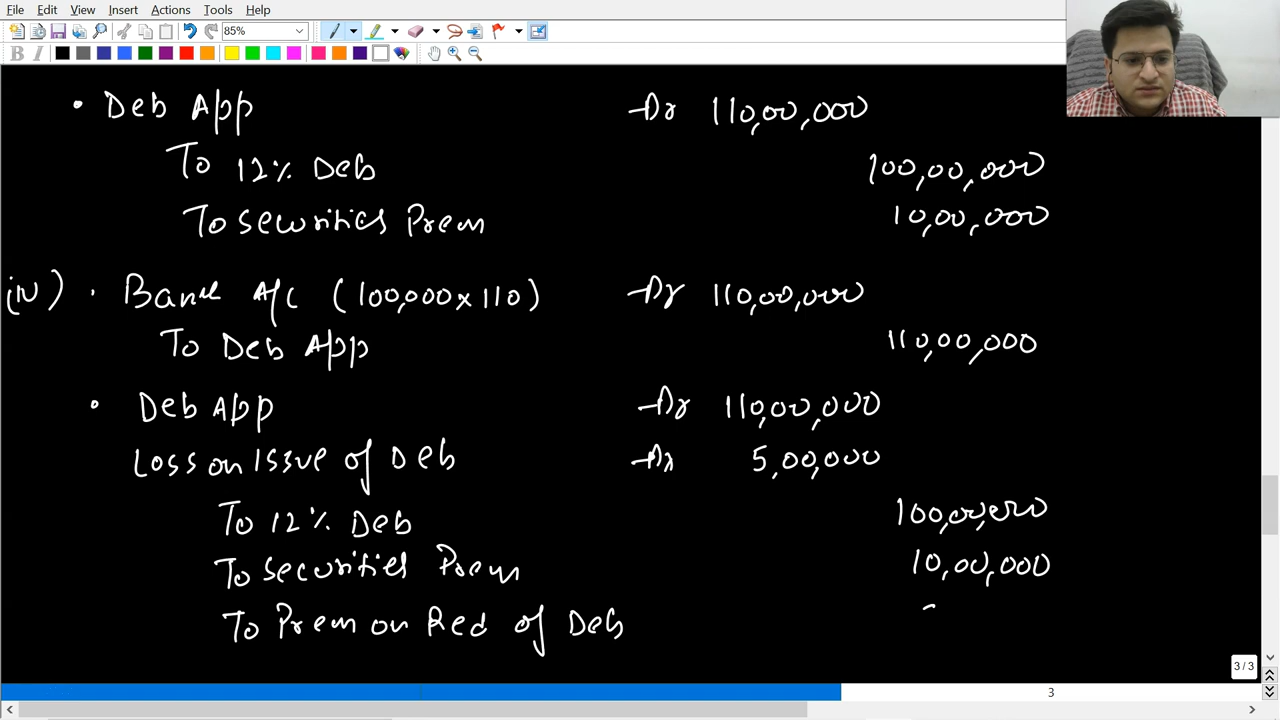 File Edit View Insert Actions Tools Help
85%
B I
• Deb App Dr 110,00,000
To 12% Deb 100,00,000
To Securities Prem 10,00,000
(iv) • Bank A/c (100,000 x 110) Dr 110,00,000
To Deb App 110,00,000
• Deb App Dr 110,00,000
Loss on Issue of Deb Dr 5,00,000
To 12% Deb 100,00,000
To Securities Prem 10,00,000
To Prem on Red of Deb
3 / 3
3